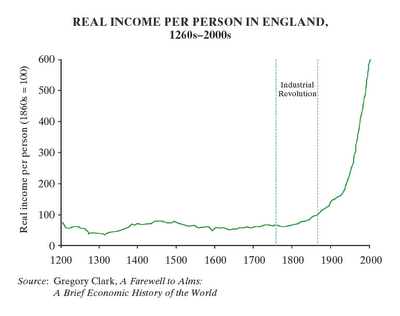 REAL INCOME PER PERSON IN ENGLAND,
1260s–2000s
Real income per person (1860s = 100)
600
500
400
300
200
100
0
Industrial
Revolution
1200 1300 1400 1500 1600 1700 1800 1900 2000
Source: Gregory Clark, A Farewell to Alms:
A Brief Economic History of the World